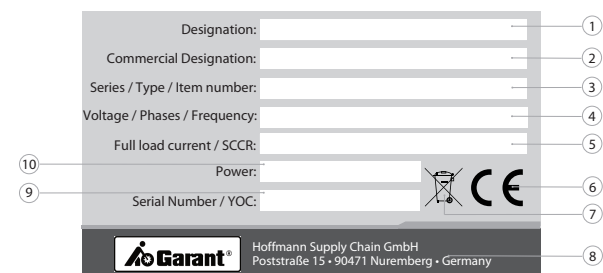 Designation: 1
Commercial Designation: 2
Series / Type / Item number: 3
Voltage / Phases / Frequency: 4
Full load current / SCCR: 5
10 Power:
9 Serial Number / YOC:
CE 6
7
Garant®
Hoffmann Supply Chain GmbH
Poststraße 15 • 90471 Nuremberg • Germany 8